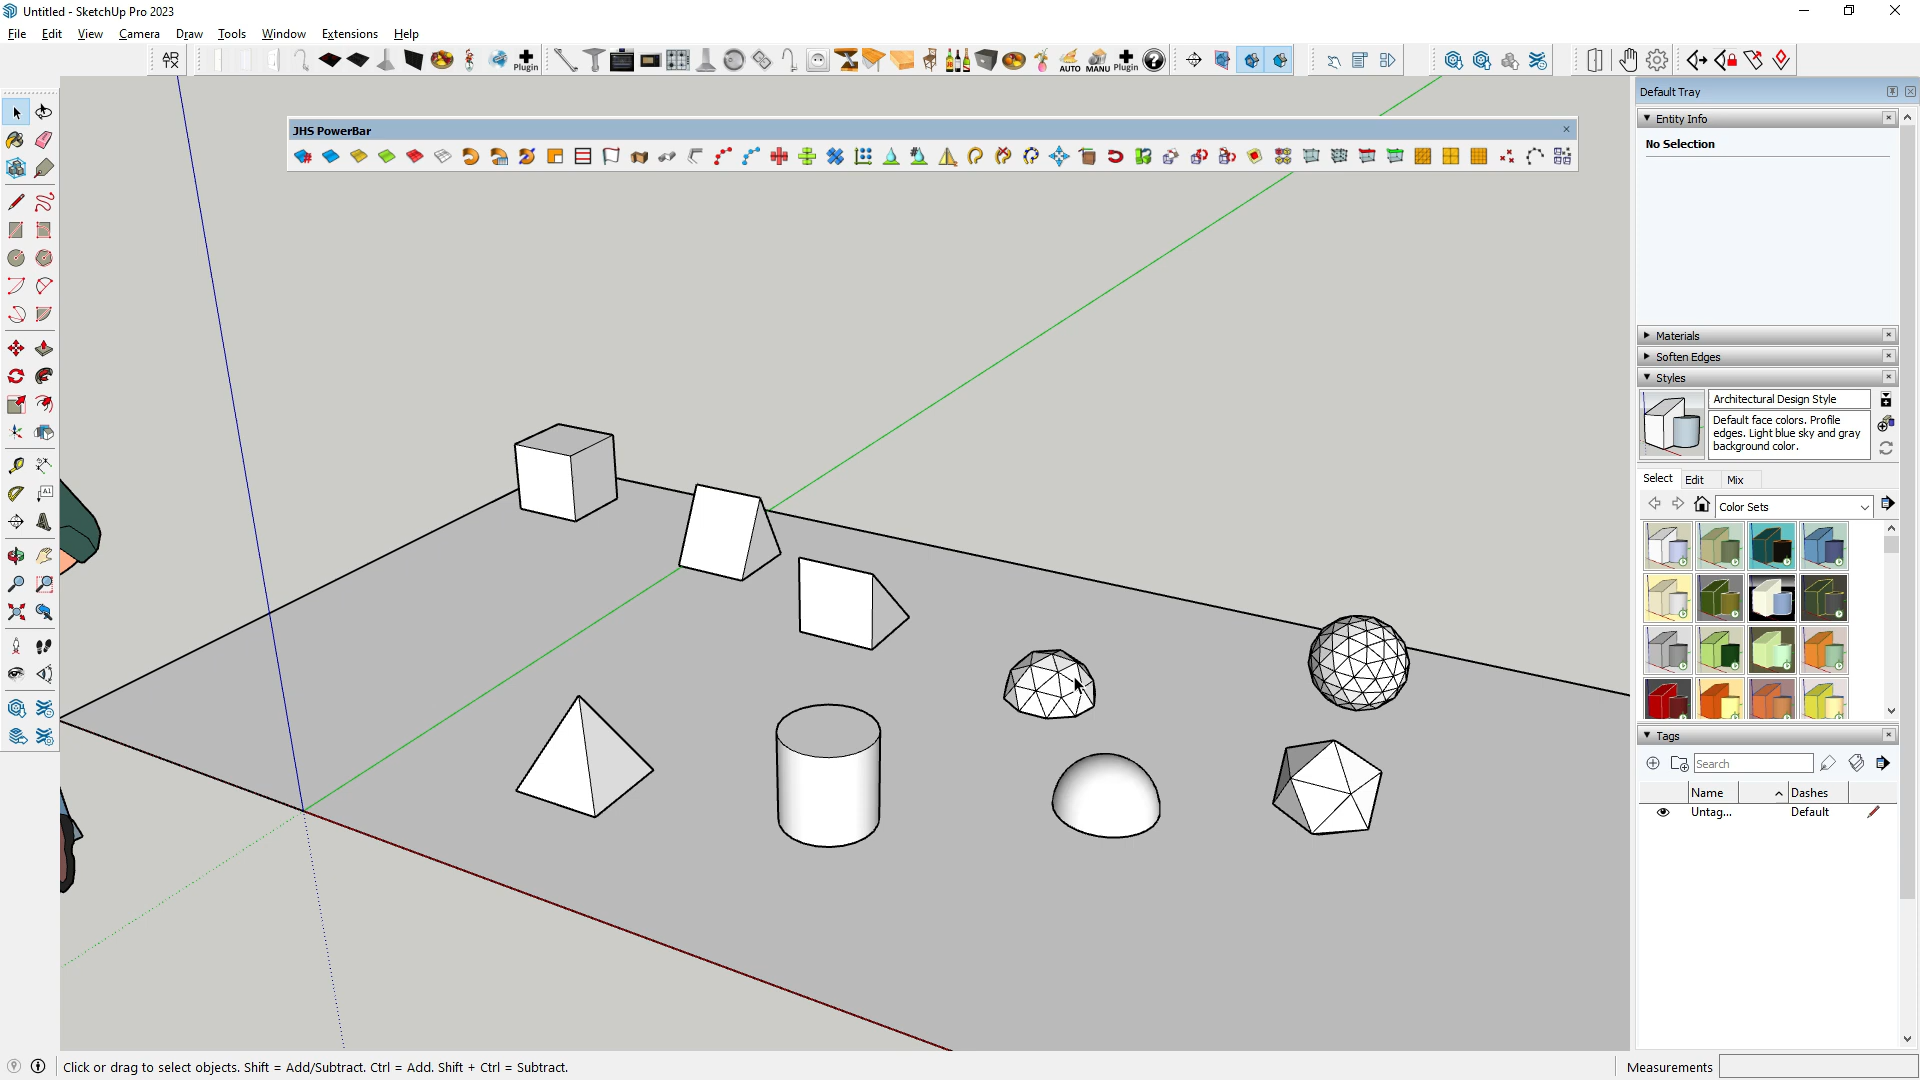 Untitled - SketchUp Pro 2023
File Edit View Camera Draw Tools Window Extensions Help
AR
Plugin
AUTO MANU Plugin
JHS PowerBar
Default Tray
Entity Info
No Selection
Materials
Soften Edges
Styles
Architectural Design Style
Default face colors. Profile
edges. Light blue sky and gray
background color.
Select Edit Mix
Color Sets
Tags
Search
Name Dashes
Untag... Default
Click or drag to select objects. Shift = Add/Subtract. Ctrl = Add. Shift + Ctrl = Subtract.
Measurements